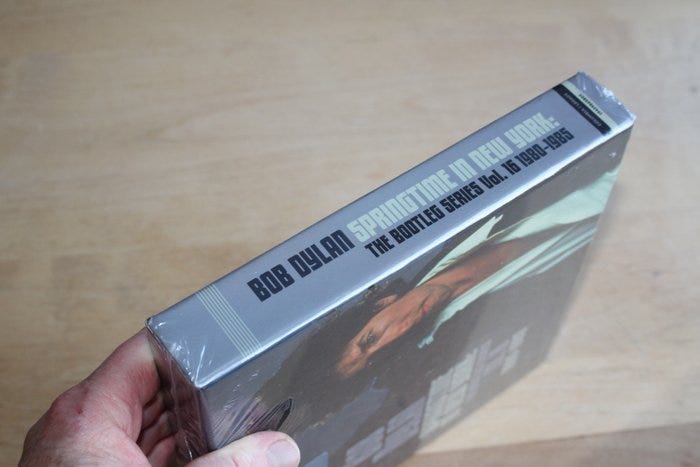 BOB DYLAN SPRINGTIME IN NEW YORK:
THE BOOTLEG SERIES Vol. 16 1980-1985